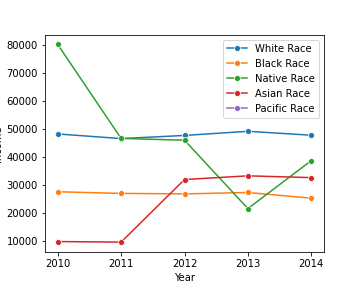 80000
70000
60000
50000
40000
30000
20000
10000
2010 2011 2012 2013 2014
Year
White Race
Black Race
Native Race
Asian Race
Pacific Race